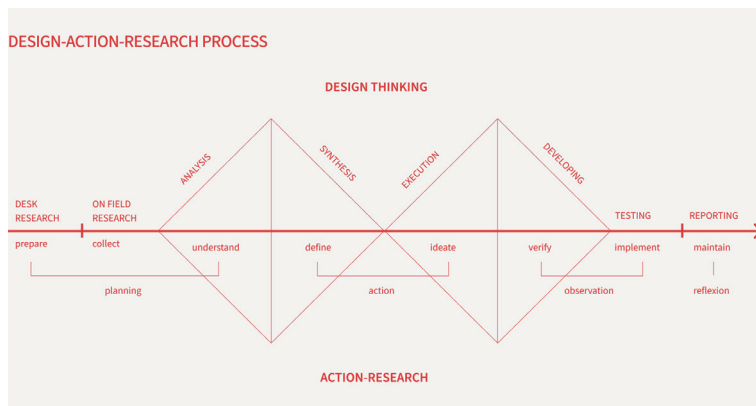 DESIGN-ACTION-RESEARCH PROCESS
DESIGN THINKING
ANALYSIS
SYNTHESIS
EXECUTION
DEVELOPING
DESK
RESEARCH
ON FIELD
RESEARCH
TESTING
REPORTING
prepare
collect
understand
define
ideate
verify
implement
maintain
planning
action
observation
reflexion
ACTION-RESEARCH